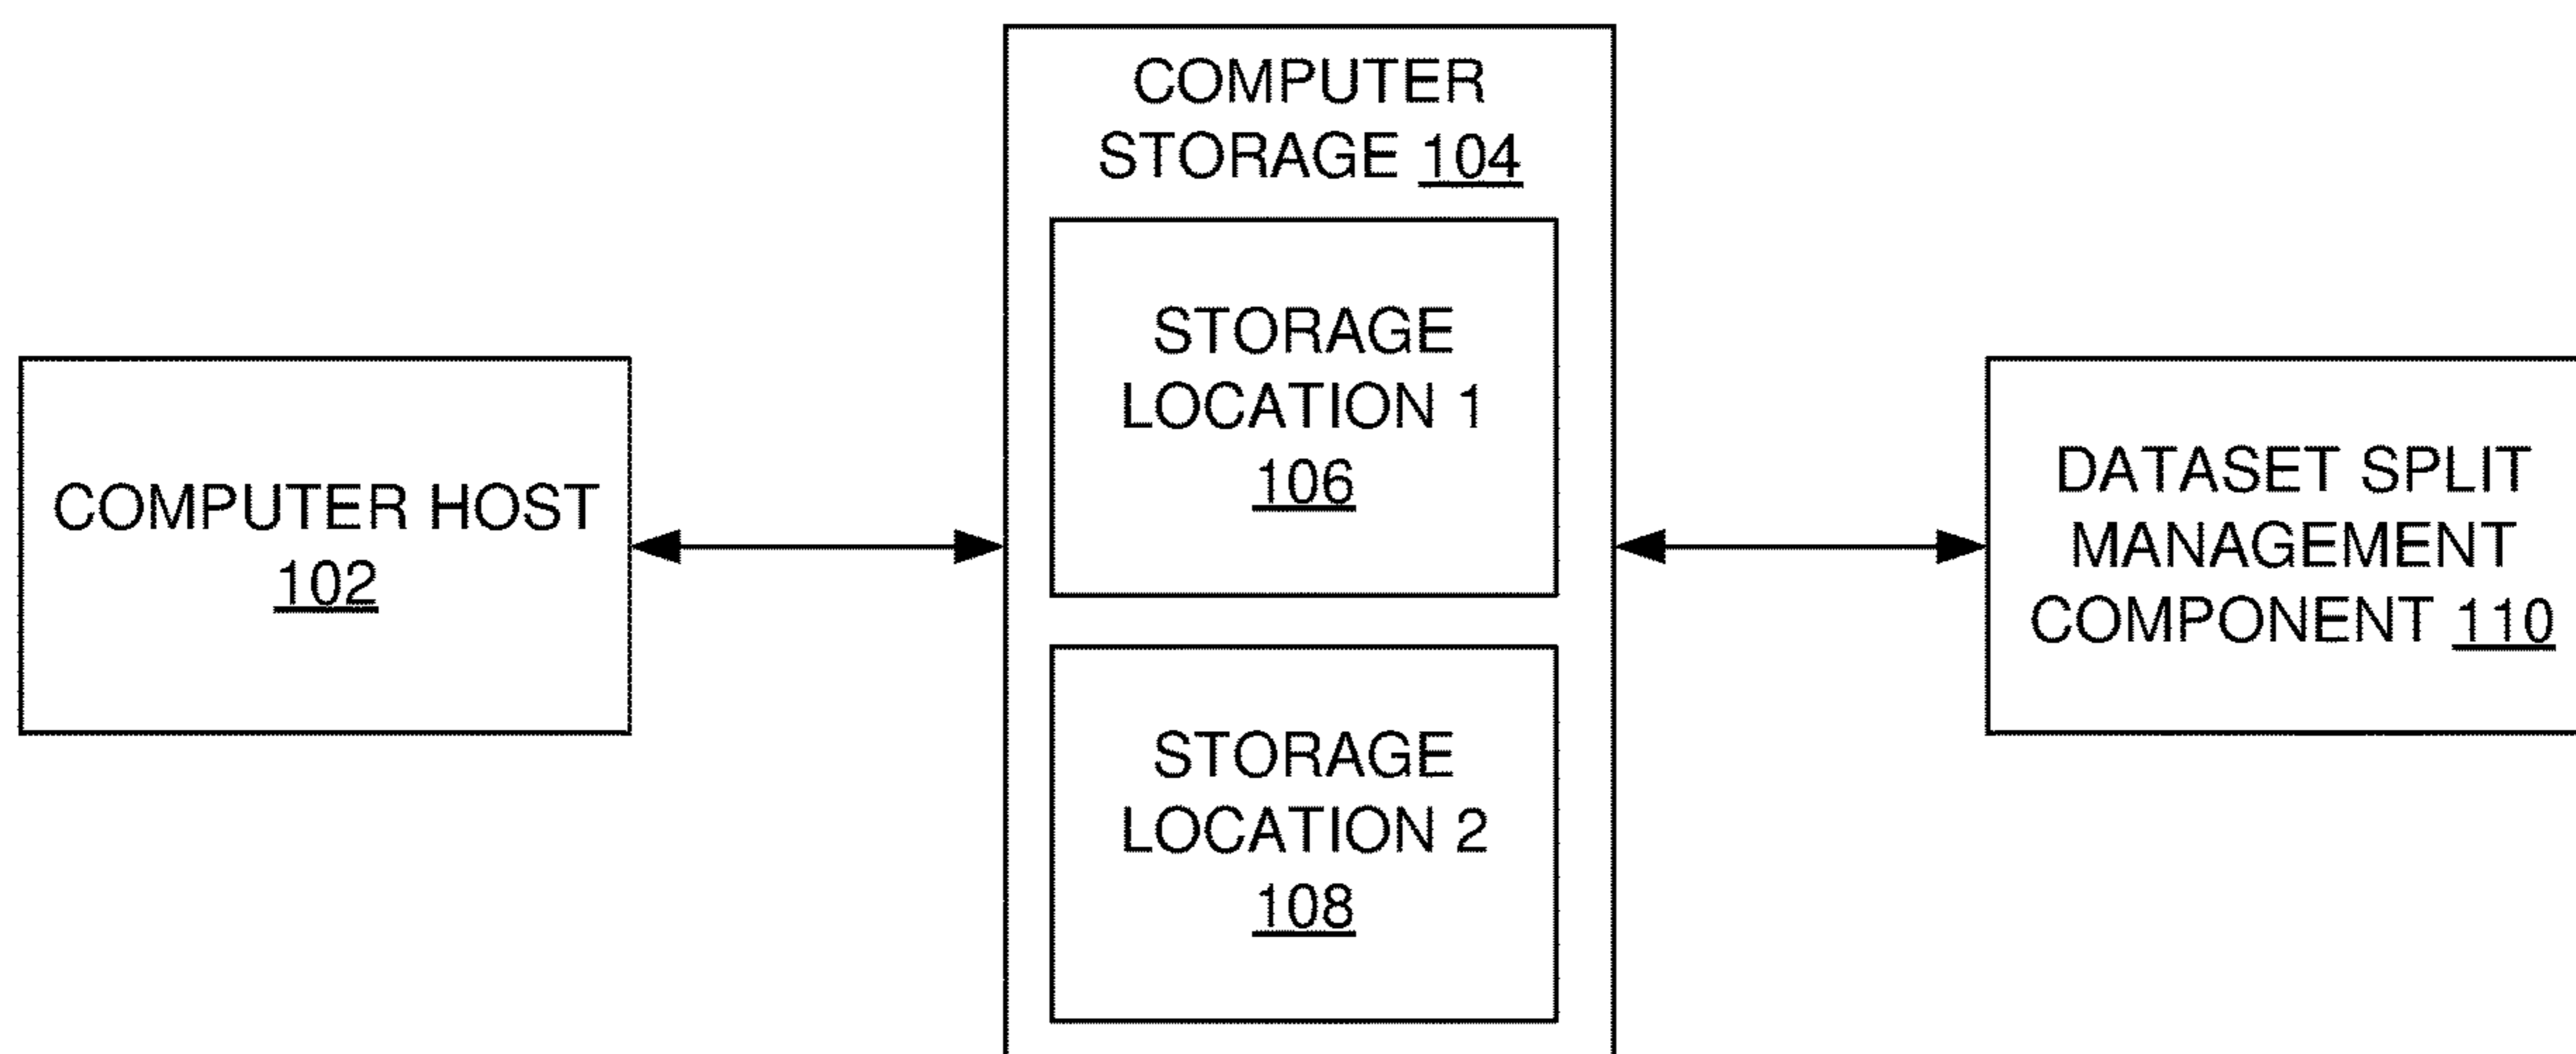 COMPUTER HOST
102
COMPUTER
STORAGE 104
STORAGE
LOCATION 1
106
STORAGE
LOCATION 2
108
DATASET SPLIT
MANAGEMENT
COMPONENT 110